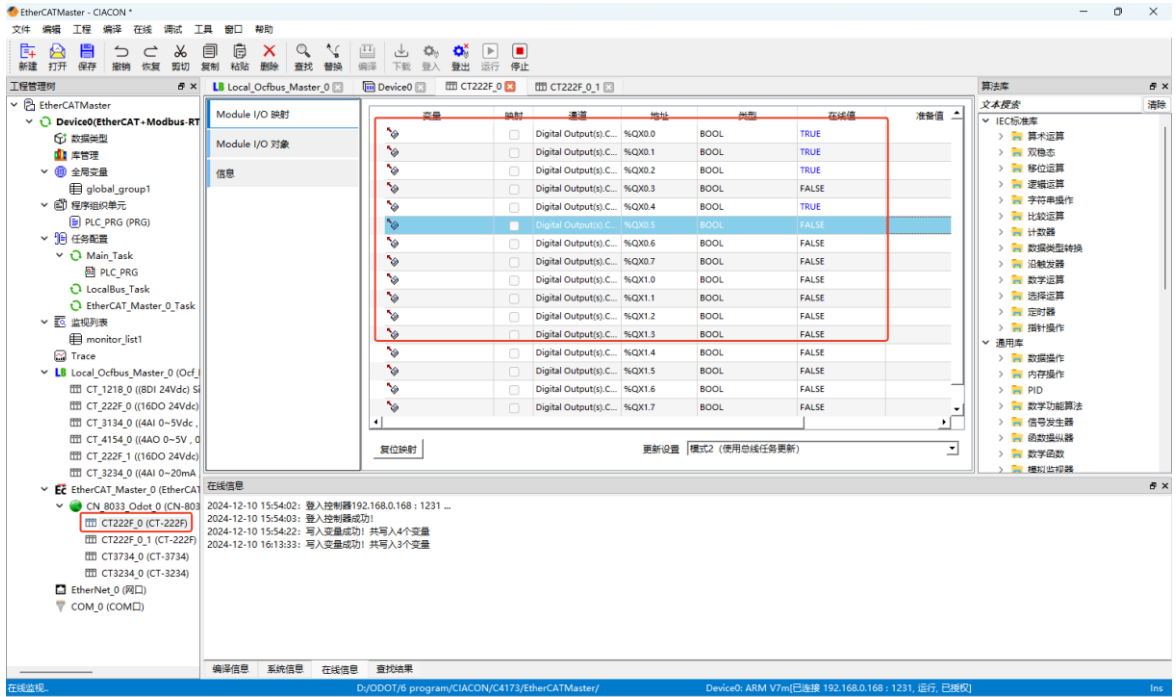 EtherCATMaster - CIACON *
文件 编辑 工程 编译 在线 调试 工具 窗口 帮助
新建 打开 保存 撤销 恢复 剪切 复制 粘贴 删除 查找 替换 编译 下载 登入 登出 运行 停止
工程管理树
EtherCATMaster
Device0(EtherCAT+Modbus-RT
数据类型
库管理
全局变量
global_group1
程序组织单元
PLC_PRG (PRG)
任务配置
Main_Task
PLC_PRG
LocalBus_Task
EtherCAT_Master_0_Task
监视列表
monitor_list1
Trace
Local_Ocfbus_Master_0 (Ocf_l
CT_1218_0 ((8DI 24Vdc) Si
CT_222F_0 ((16DO 24Vdc)
CT_3134_0 ((4AI 0~5Vdc ,
CT_4154_0 ((4AO 0~5V , 0
CT_222F_1 ((16DO 24Vdc)
CT_3234_0 ((4AI 0~20mA
EtherCAT_Master_0 (EtherCAT
CN_8033_Odot_0 (CN-803
CT222F_0 (CT-222F)
CT222F_0_1 (CT-222F)
CT3734_0 (CT-3734)
CT3234_0 (CT-3234)
EtherNet_0 (网口)
COM_0 (COM口)
Local_Ocfbus_Master_0 Device0 CT222F_0 CT222F_0_1
Module I/O 映射
Module I/O 对象
信息
变量 映射 通道 地址 类型 在线值 准备值
Digital Output(s).C... %QX0.0 BOOL TRUE
Digital Output(s).C... %QX0.1 BOOL TRUE
Digital Output(s).C... %QX0.2 BOOL TRUE
Digital Output(s).C... %QX0.3 BOOL FALSE
Digital Output(s).C... %QX0.4 BOOL TRUE
Digital Output(s).C... %QX0.5 BOOL FALSE
Digital Output(s).C... %QX0.6 BOOL FALSE
Digital Output(s).C... %QX0.7 BOOL FALSE
Digital Output(s).C... %QX1.0 BOOL FALSE
Digital Output(s).C... %QX1.1 BOOL FALSE
Digital Output(s).C... %QX1.2 BOOL FALSE
Digital Output(s).C... %QX1.3 BOOL FALSE
Digital Output(s).C... %QX1.4 BOOL FALSE
Digital Output(s).C... %QX1.5 BOOL FALSE
Digital Output(s).C... %QX1.6 BOOL FALSE
Digital Output(s).C... %QX1.7 BOOL FALSE
复位映射 更新设置 模式2（使用总线任务更新）
在线信息
2024-12-10 15:54:02: 登入控制器192.168.0.168 : 1231 ...
2024-12-10 15:54:03: 登入控制器成功!
2024-12-10 15:54:22: 写入变量成功! 共写入4个变量
2024-12-10 16:13:33: 写入变量成功! 共写入3个变量
编译信息 系统信息 在线信息 查找结果
算法库
文本搜索 清除
IEC标准库
算术运算
双稳态
移位运算
逻辑运算
字符串操作
比较运算
计数器
数据类型转换
沿触发器
数学运算
选择运算
定时器
指针操作
通用库
数据操作
内存操作
PID
数学功能算法
信号发生器
函数操纵器
数学函数
模拟监视器
在线监视.. D:/ODOT/6 program/CIACON/C4173/EtherCATMaster/ Device0: ARM V7m[已连接 192.168.0.168 : 1231, 运行, 已授权] Ins